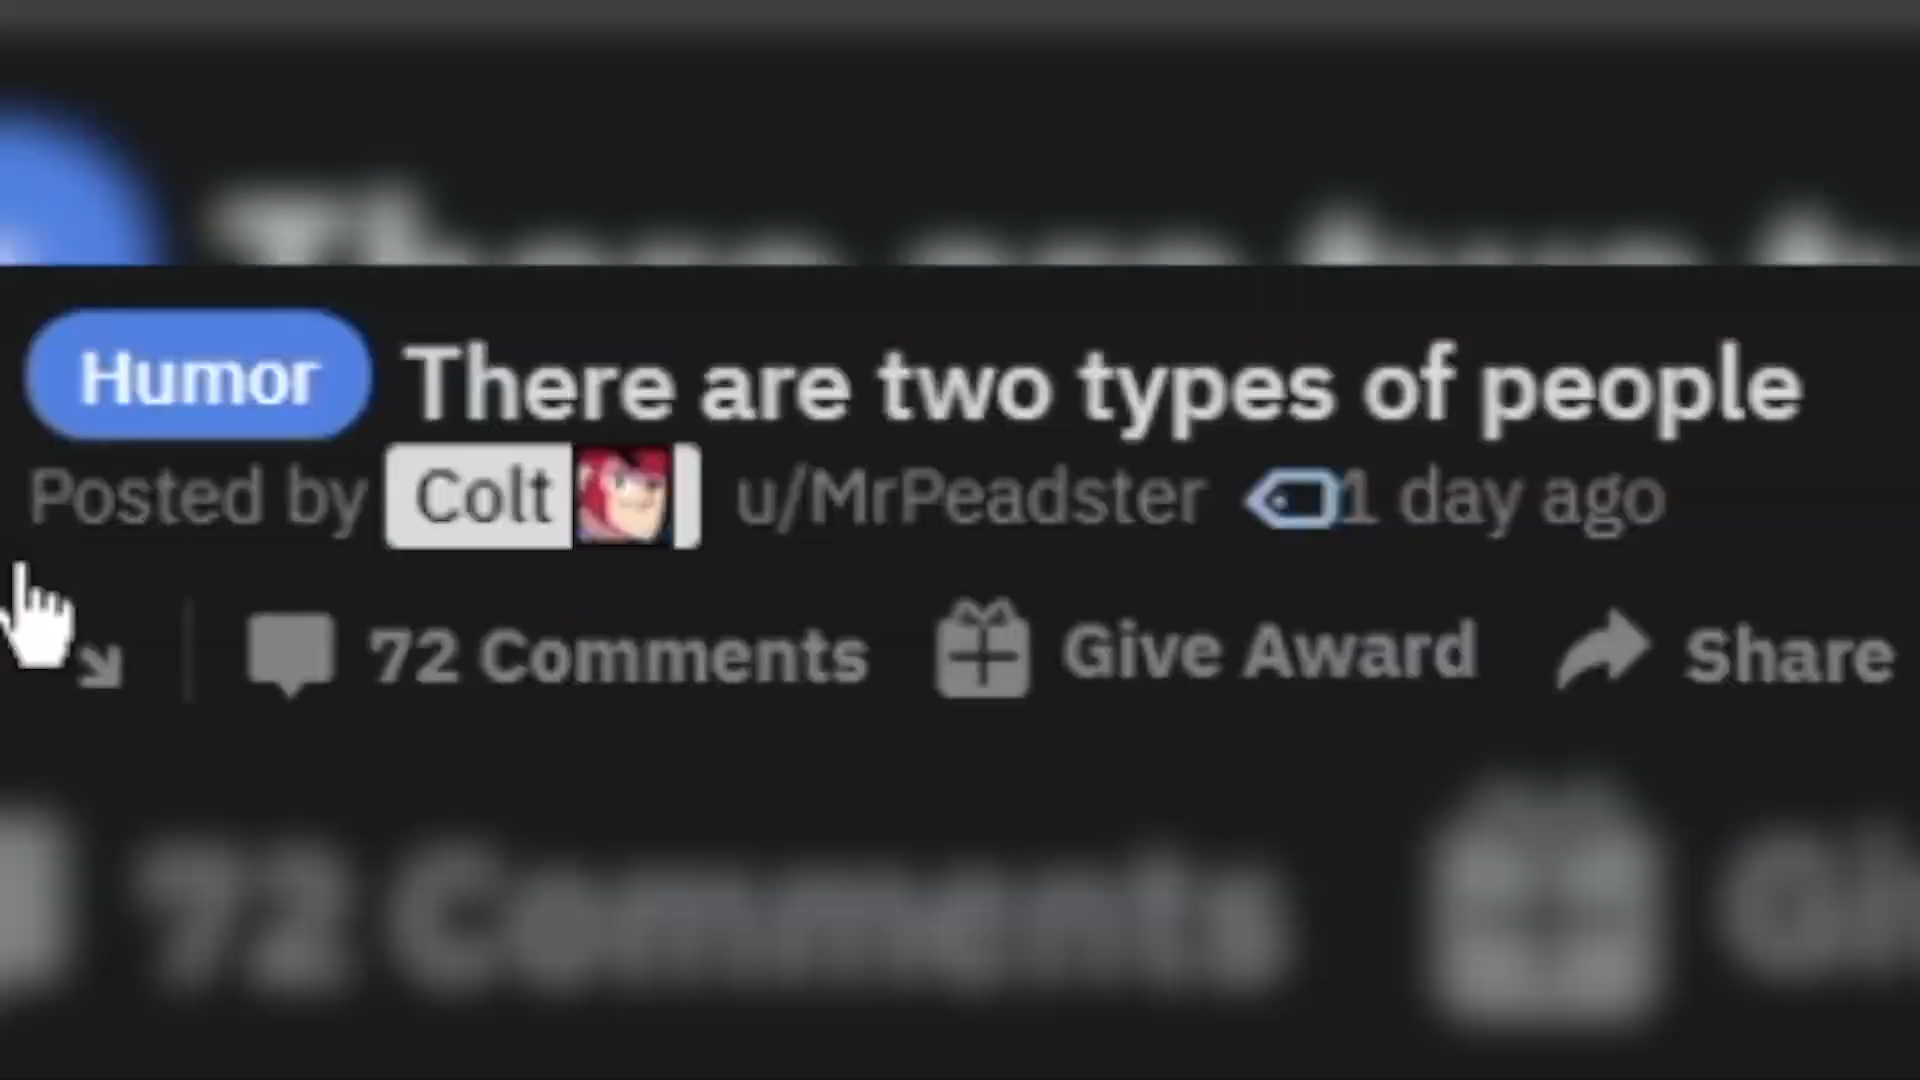 Humor There are two types of people
Posted by Colt u/MrPeadster 1 day ago
72 Comments Give Award Share
72 Comments